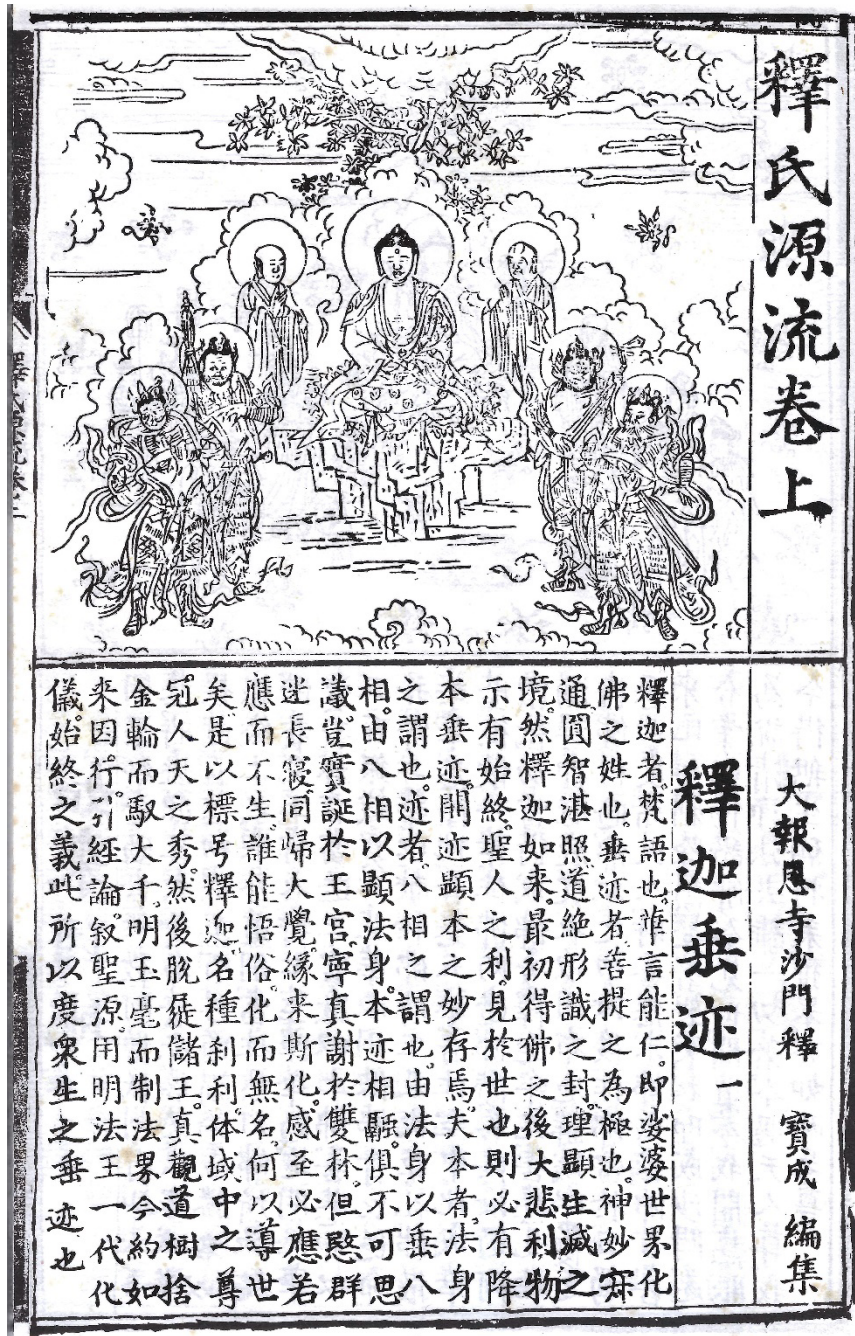 釋氏源流卷上
大報恩寺沙門釋 寶成 編集
釋迦垂迹一
釋迦者。梵語也。華言能仁。即娑婆世界化
佛之姓也。垂迹者。善提之為極也。神妙寂
通。圓智湛照。道絶形識之封。理顯生滅之
境。然釋迦如来。最初得佛之後。大悲利物
示有始終。聖人之利。見於世也則必有降
本垂迹。開迹顕本之妙存焉。夫本者。法身
之謂也。迹者。八相之謂也。由法身以垂八
相。由八相以顕法身。本迹相融。俱不可思
議。豈實誕於王宮。寧真謝於雙林。但愍群
迷長寢。同歸大覺。緣来斯化。感至必應。若
應而不生。誰能悟俗。化而無名。何以導世
矣。是以標号釋迦。名種刹利。体域中之尊
冠人天之秀。然後脫屣儲王。真觀道樹捨
金輪而馭大千。明玉毫而制法界今約如
来因行。引經論。叙聖源。用明法王一代化
儀。始終之義。此所以度衆生之垂迹也